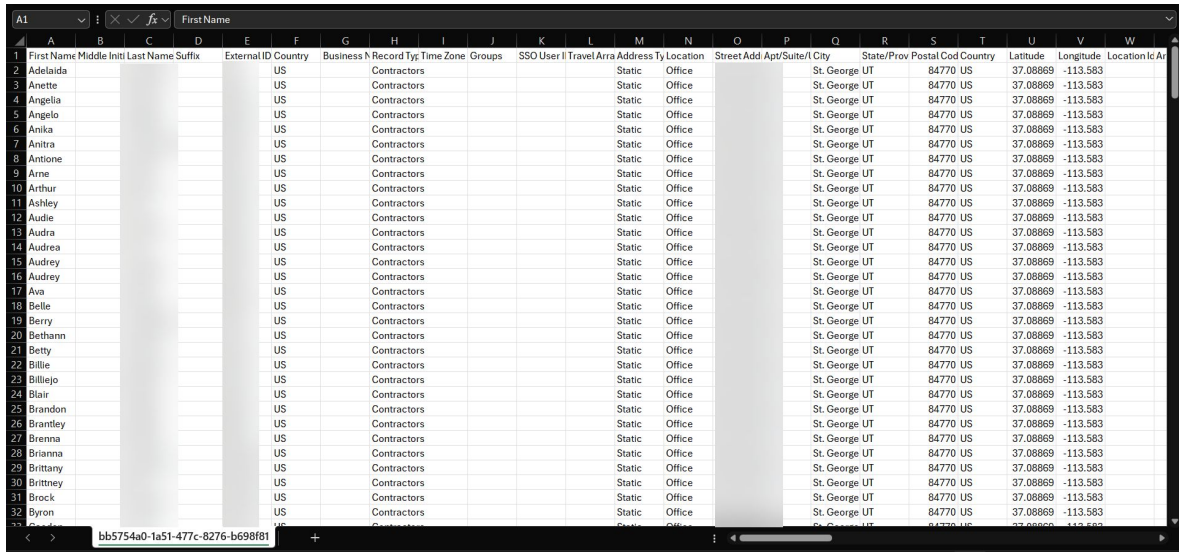 A1 fx First Name
A B C D E F G H I J K L M N O P Q R S T U V W
1 First Name Middle Initi Last Name Suffix External ID Country Business N Record Typ Time Zone Groups SSO User I Travel Arra Address Ty Location Street Add Apt/Suite/U City State/Prov Postal Cod Country Latitude Longitude Location Id Ar
2 Adelaida US Contractors Static Office St. George UT 84770 US 37.08869 -113.583
3 Anette US Contractors Static Office St. George UT 84770 US 37.08869 -113.583
4 Angelia US Contractors Static Office St. George UT 84770 US 37.08869 -113.583
5 Angelo US Contractors Static Office St. George UT 84770 US 37.08869 -113.583
6 Anika US Contractors Static Office St. George UT 84770 US 37.08869 -113.583
7 Anitra US Contractors Static Office St. George UT 84770 US 37.08869 -113.583
8 Antione US Contractors Static Office St. George UT 84770 US 37.08869 -113.583
9 Arne US Contractors Static Office St. George UT 84770 US 37.08869 -113.583
10 Arthur US Contractors Static Office St. George UT 84770 US 37.08869 -113.583
11 Ashley US Contractors Static Office St. George UT 84770 US 37.08869 -113.583
12 Audie US Contractors Static Office St. George UT 84770 US 37.08869 -113.583
13 Audra US Contractors Static Office St. George UT 84770 US 37.08869 -113.583
14 Audrea US Contractors Static Office St. George UT 84770 US 37.08869 -113.583
15 Audrey US Contractors Static Office St. George UT 84770 US 37.08869 -113.583
16 Audrey US Contractors Static Office St. George UT 84770 US 37.08869 -113.583
17 Ava US Contractors Static Office St. George UT 84770 US 37.08869 -113.583
18 Belle US Contractors Static Office St. George UT 84770 US 37.08869 -113.583
19 Berry US Contractors Static Office St. George UT 84770 US 37.08869 -113.583
20 Bethann US Contractors Static Office St. George UT 84770 US 37.08869 -113.583
21 Betty US Contractors Static Office St. George UT 84770 US 37.08869 -113.583
22 Billie US Contractors Static Office St. George UT 84770 US 37.08869 -113.583
23 Billiejo US Contractors Static Office St. George UT 84770 US 37.08869 -113.583
24 Blair US Contractors Static Office St. George UT 84770 US 37.08869 -113.583
25 Brandon US Contractors Static Office St. George UT 84770 US 37.08869 -113.583
26 Brantley US Contractors Static Office St. George UT 84770 US 37.08869 -113.583
27 Brenna US Contractors Static Office St. George UT 84770 US 37.08869 -113.583
28 Brianna US Contractors Static Office St. George UT 84770 US 37.08869 -113.583
29 Brittany US Contractors Static Office St. George UT 84770 US 37.08869 -113.583
30 Brittney US Contractors Static Office St. George UT 84770 US 37.08869 -113.583
31 Brock US Contractors Static Office St. George UT 84770 US 37.08869 -113.583
32 Byron US Contractors Static Office St. George UT 84770 US 37.08869 -113.583
bb5754a0-1a51-477c-8276-b698f81